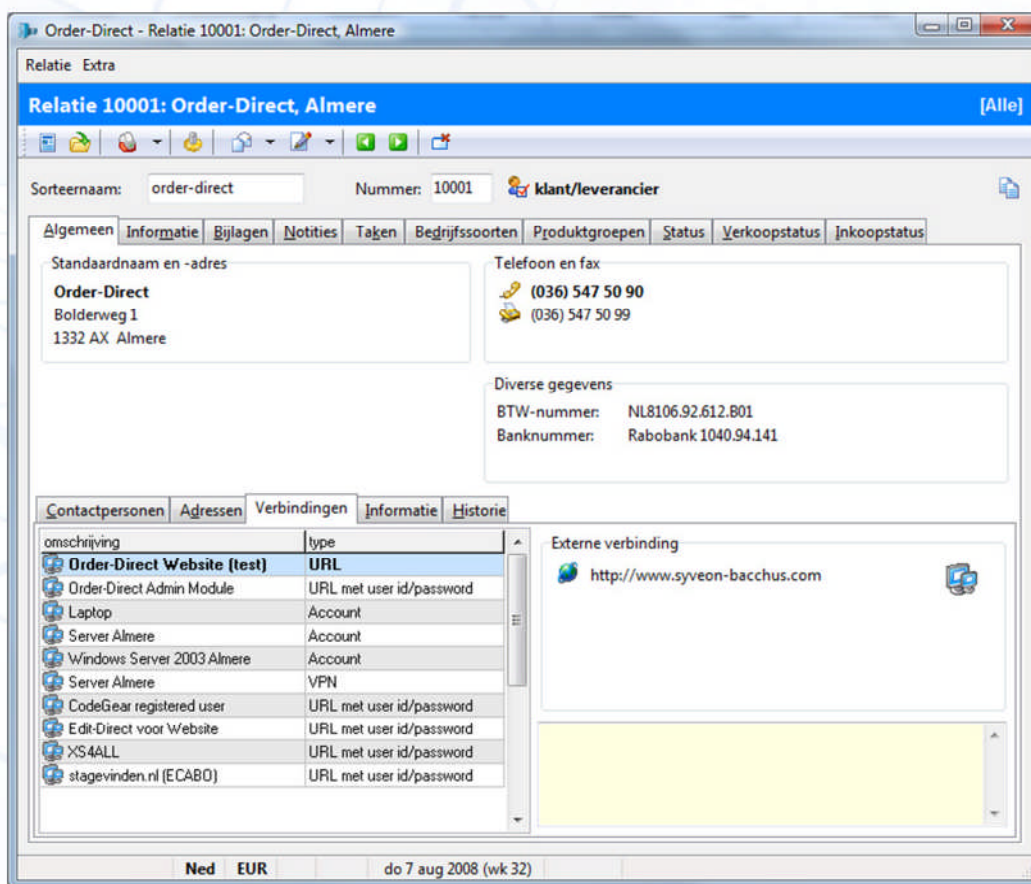 Order-Direct - Relatie 10001: Order-Direct, Almere
Relatie Extra
Relatie 10001: Order-Direct, Almere [Alle]
Sorteernaam: order-direct Nummer: 10001 klant/leverancier
Algemeen Informatie Bijlagen Notities Taken Bedrijfssoorten Produktgroepen Status Verkoopstatus Inkoopstatus
Standaardnaam en -adres
Order-Direct
Bolderweg 1
1332 AX Almere
Telefoon en fax
(036) 547 50 90
(036) 547 50 99
Diverse gegevens
BTW-nummer: NL8106.92.612.B01
Banknummer: Rabobank 1040.94.141
Contactpersonen Adressen Verbindingen Informatie Historie
omschrijving type
Order-Direct Website (test) URL
Order-Direct Admin Module URL met user id/password
Laptop Account
Server Almere Account
Windows Server 2003 Almere Account
Server Almere VPN
CodeGear registered user URL met user id/password
Edit-Direct voor Website URL met user id/password
XS4ALL URL met user id/password
stagevinden.nl (ECABO) URL met user id/password
Externe verbinding
http://www.syveon-bacchus.com
Ned EUR do 7 aug 2008 (wk 32)